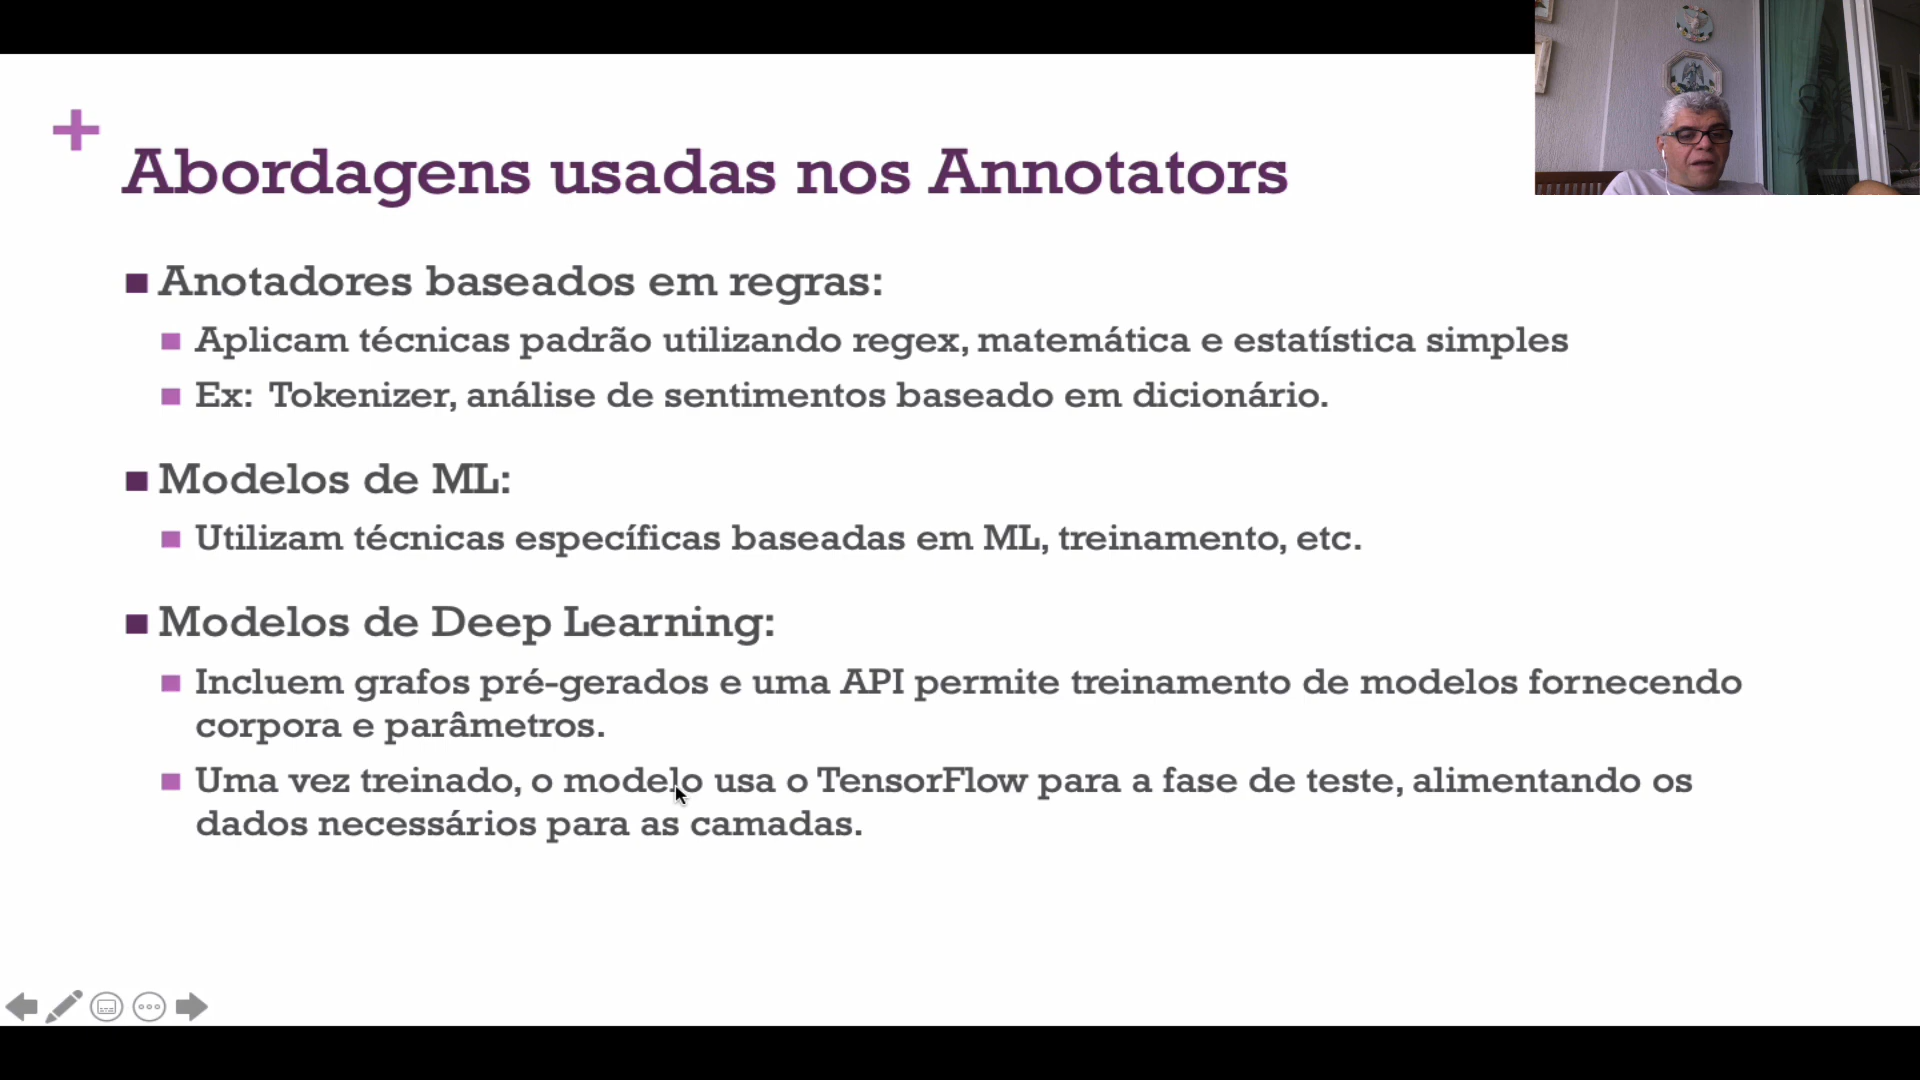 Abordagens usadas nos Annotators
Anotadores baseados em regras:
Aplicam técnicas padrão utilizando regex, matemática e estatística simples
Ex: Tokenizer, análise de sentimentos baseado em dicionário.
Modelos de ML:
Utilizam técnicas específicas baseadas em ML, treinamento, etc.
Modelos de Deep Learning:
Incluem grafos pré-gerados e uma API permite treinamento de modelos fornecendo
corpora e parâmetros.
Uma vez treinado, o modelo usa o TensorFlow para a fase de teste, alimentando os
dados necessários para as camadas.